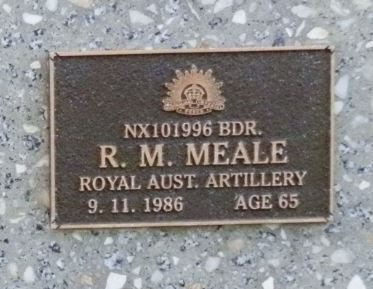 NX101996 BDR.
R. M. MEALE
ROYAL AUST. ARTILLERY
9. 11. 1986 AGE 65